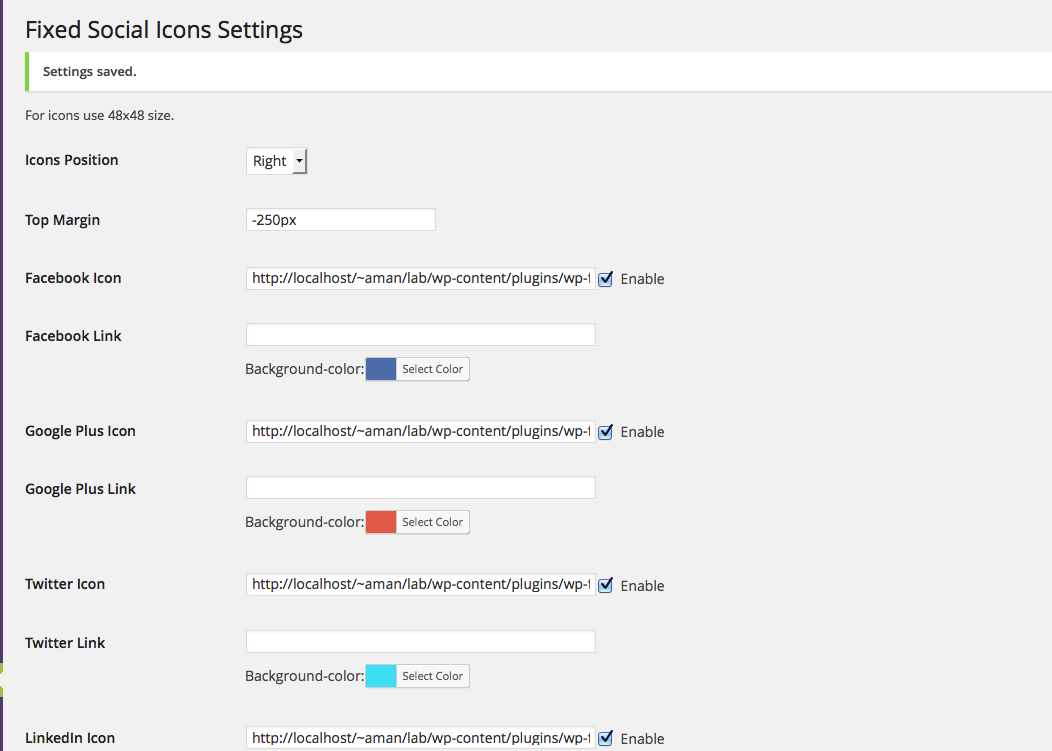 Fixed Social Icons Settings
Settings saved.
For icons use 48x48 size.
Icons Position Right
Top Margin -250px
Facebook Icon http://localhost/~aman/lab/wp-content/plugins/wp-f Enable
Facebook Link
Background-color: Select Color
Google Plus Icon http://localhost/~aman/lab/wp-content/plugins/wp-f Enable
Google Plus Link
Background-color: Select Color
Twitter Icon http://localhost/~aman/lab/wp-content/plugins/wp-f Enable
Twitter Link
Background-color: Select Color
LinkedIn Icon http://localhost/~aman/lab/wp-content/plugins/wp-f Enable